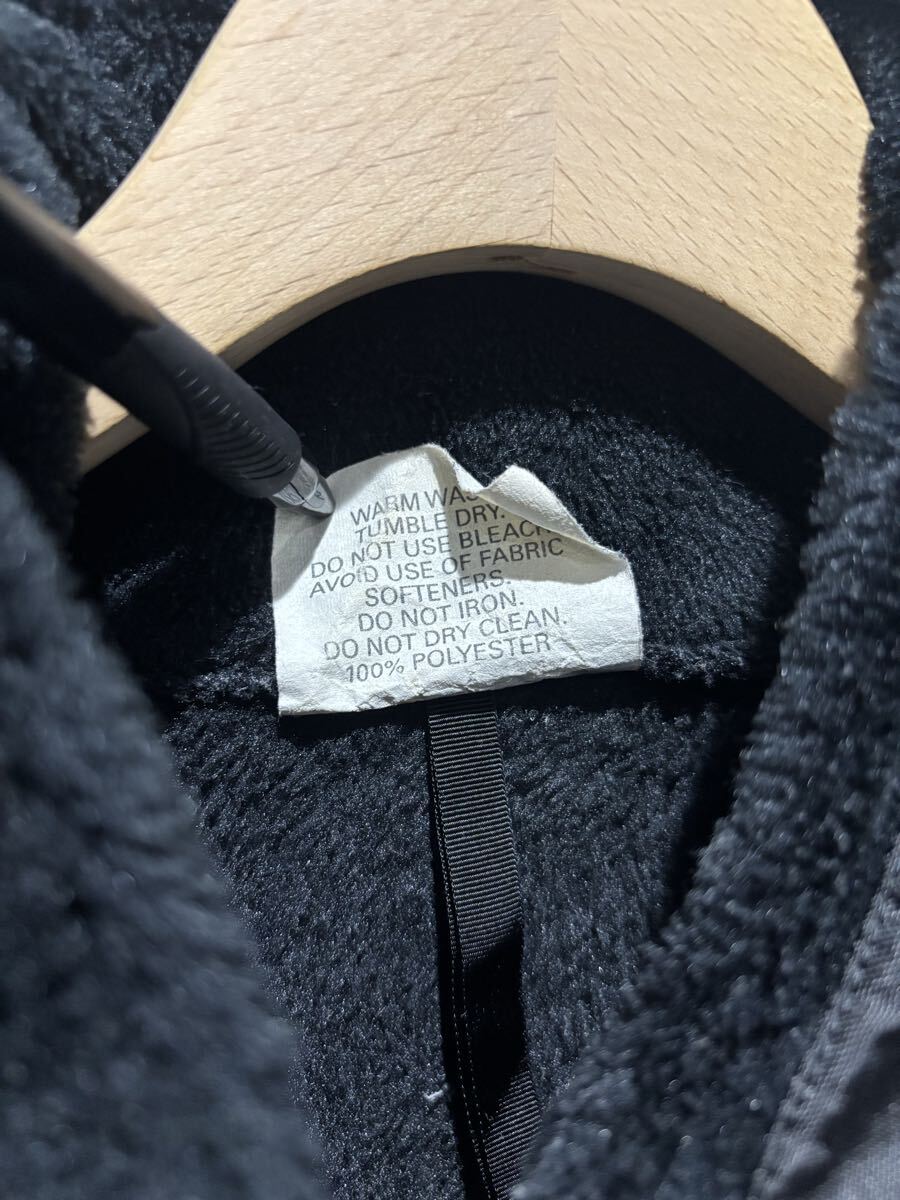 WARM WAS
TUMBLE DRY.
DO NOT USE BLEACH
AVOID USE OF FABRIC
SOFTENERS.
DO NOT IRON.
DO NOT DRY CLEAN.
100% POLYESTER